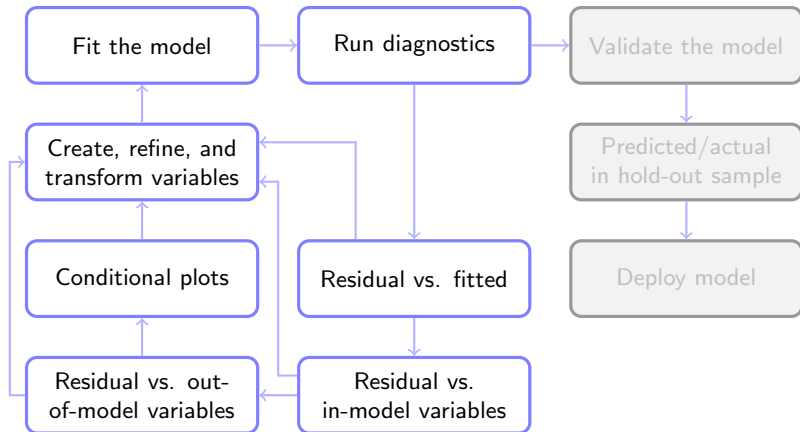 Fit the model
Run diagnostics
Validate the model
Create, refine, and
transform variables
Predicted/actual
in hold-out sample
Conditional plots
Residual vs. fitted
Deploy model
Residual vs. out-
of-model variables
Residual vs.
in-model variables